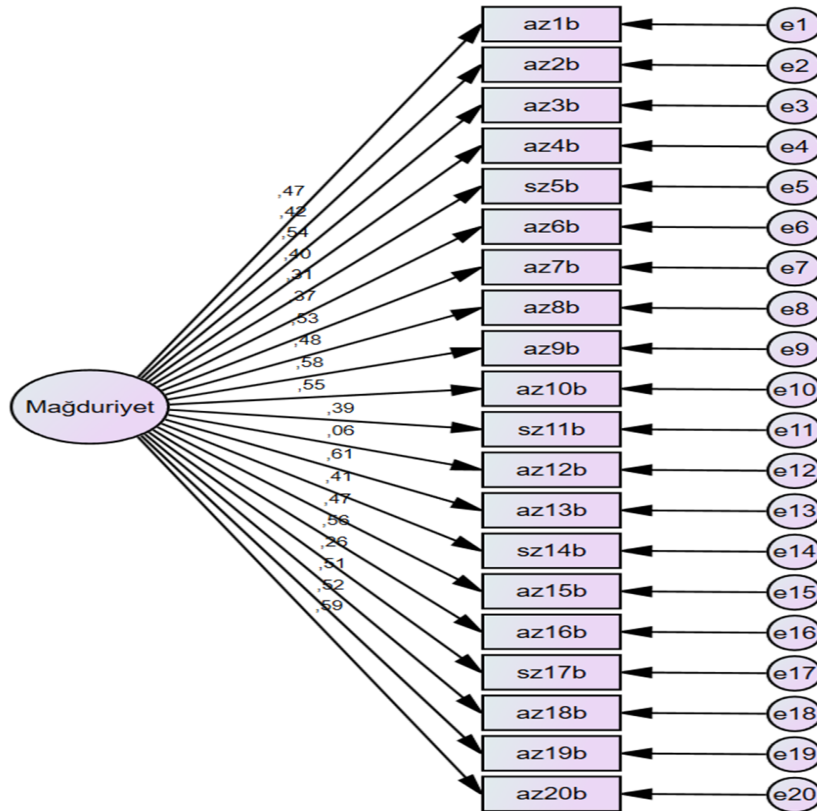 az1b e1
az2b e2
az3b e3
az4b e4
sz5b e5
az6b e6
az7b e7
az8b e8
az9b e9
az10b e10
sz11b e11
az12b e12
az13b e13
sz14b e14
az15b e15
az16b e16
sz17b e17
az18b e18
az19b e19
az20b e20
,47
,42
,54
,40
,31
,37
,53
,48
,58
,55
,39
,06
,61
,41
,47
,56
,26
,51
,52
,59
Mağduriyet